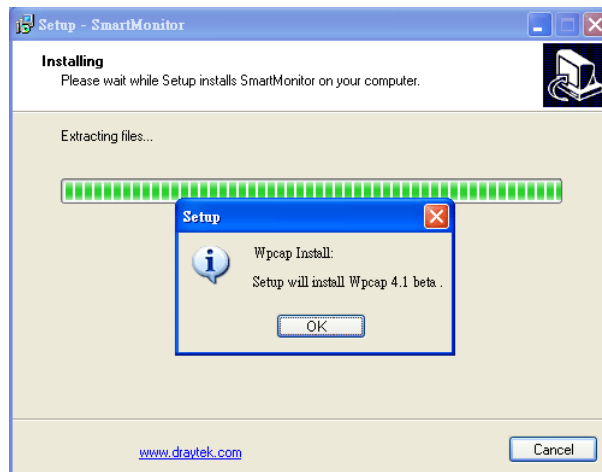 Setup - SmartMonitor
Installing
Please wait while Setup installs SmartMonitor on your computer.
Extracting files...
Setup
Wpcap Install:
Setup will install Wpcap 4.1 beta .
OK
www.draytek.com
Cancel